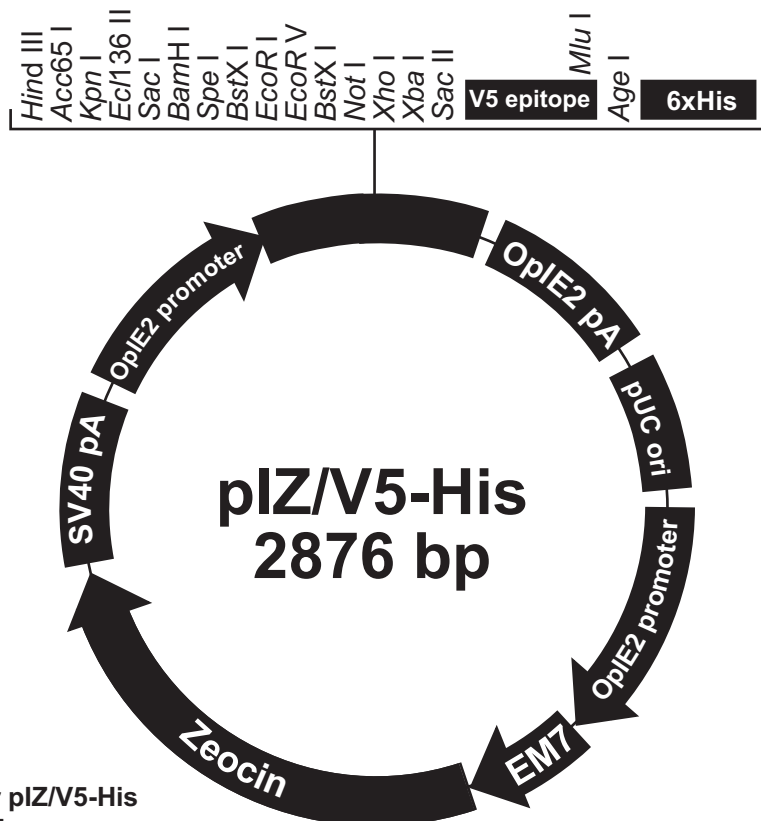 Hind III
Acc65 I
Kpn I
Ecl136 II
Sac I
BamH I
Spe I
BstX I
EcoR I
EcoR V
BstX I
Not I
Xho I
Xba I
Sac II
V5 epitope
Mlu I
Age I
6xHis
OpIE2 promoter
OpIE2 pA
pUC ori
SV40 pA
pIZ/V5-His
2876 bp
OpIE2 promoter
EM7
Zeocin
pIZ/V5-His